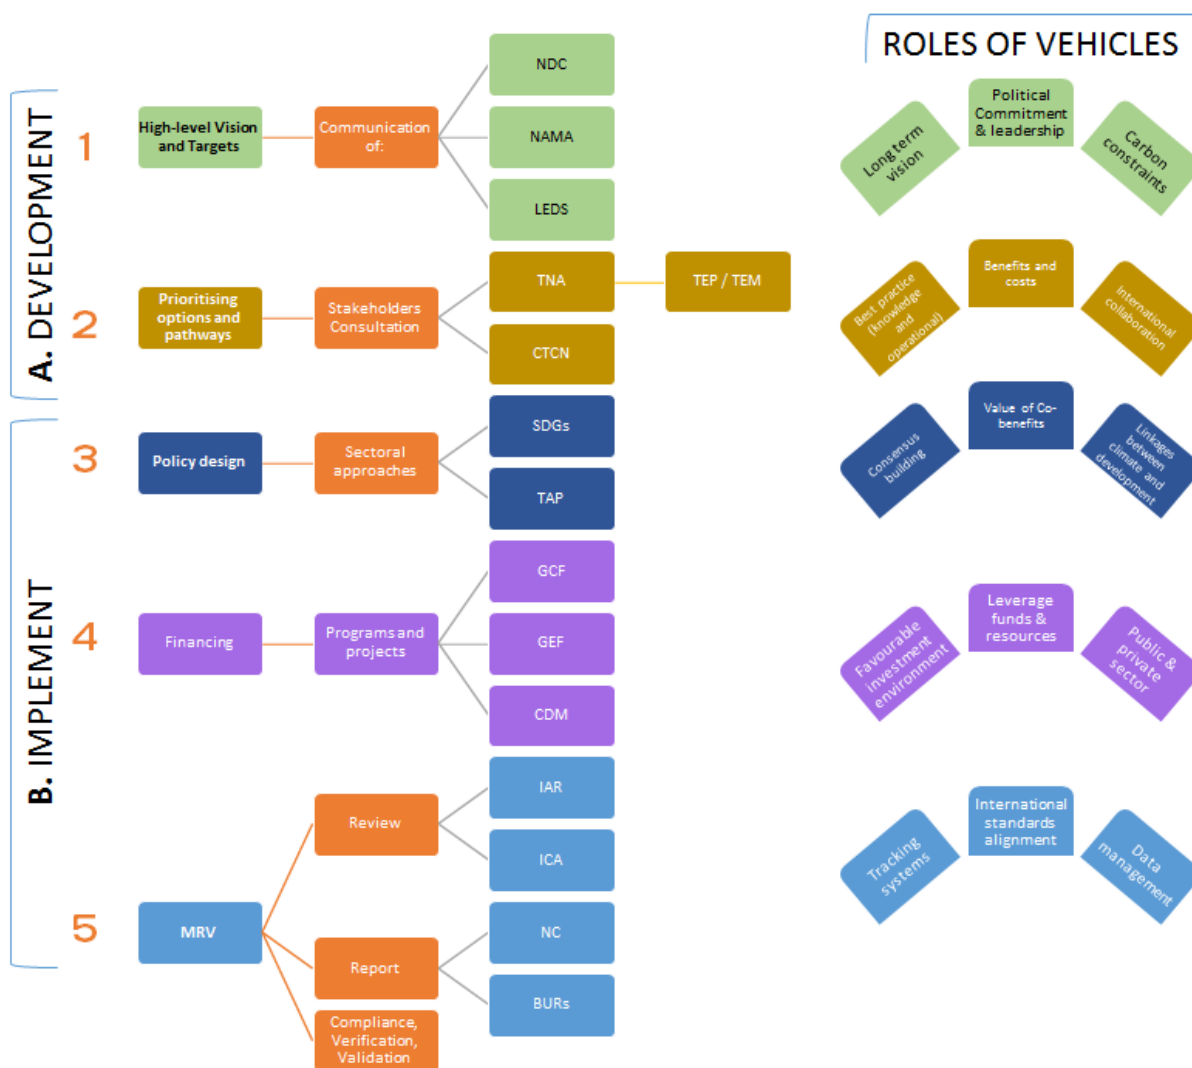 ROLES OF VEHICLES
A. DEVELOPMENT
1
High-level Vision
and Targets
Communication
of:
NDC
NAMA
LEDS
2
Prioritising
options and
pathways
Stakeholders
Consultation
TNA
TEP / TEM
CTCN
B. IMPLEMENT
3
Policy design
Sectoral
approaches
SDGs
TAP
4
Financing
Programs and
projects
GCF
GEF
CDM
5
MRV
Review
IAR
ICA
Report
NC
BURs
Compliance,
Verification,
Validation
Long term
vision
Political
Commitment
& leadership
Carbon
constraints
Best practice
(knowledge
and
operational)
Benefits and
costs
International
collaboration
Consensus
building
Value of Co-
benefits
Linkages
between
climate and
development
Favourable
investment
environment
Leverage
funds &
resources
Public &
private
sector
Tracking
systems
International
standards
alignment
Data
management